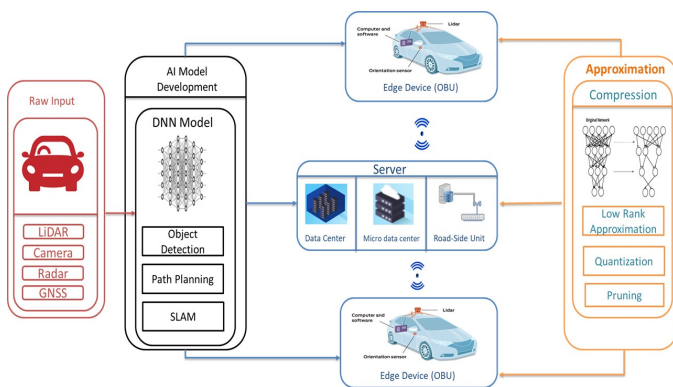 Raw Input
LiDAR
Camera
Radar
GNSS
AI Model
Development
DNN Model
Object
Detection
Path Planning
SLAM
Computer and
software
Lidar
Orientation sensor
Edge Device (OBU)
Server
Data Center
Micro data center
Road-Side Unit
Computer and
software
Lidar
Orientation sensor
Edge Device (OBU)
Approximation
Compression
Original Network
Low Rank
Approximation
Quantization
Pruning